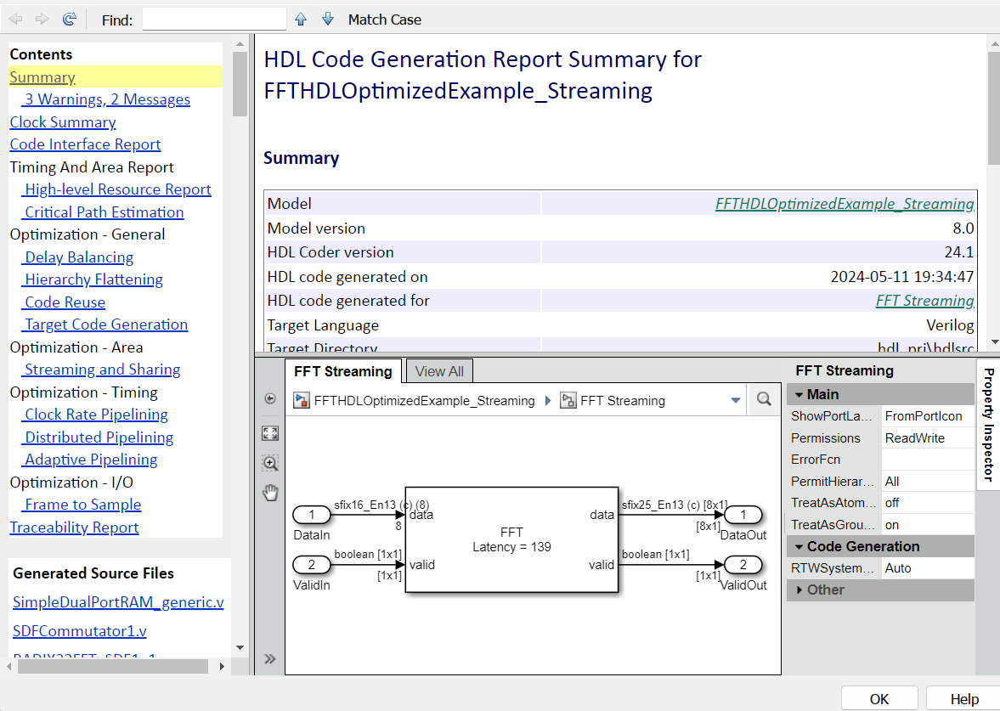 Find: Match Case
Contents
Summary
3 Warnings, 2 Messages
Clock Summary
Code Interface Report
Timing And Area Report
High-level Resource Report
Critical Path Estimation
Optimization - General
Delay Balancing
Hierarchy Flattening
Code Reuse
Target Code Generation
Optimization - Area
Streaming and Sharing
Optimization - Timing
Clock Rate Pipelining
Distributed Pipelining
Adaptive Pipelining
Optimization - I/O
Frame to Sample
Traceability Report
Generated Source Files
SimpleDualPortRAM_generic.v
SDFCommutator1.v
RADIX22FFT_SDF1_1
HDL Code Generation Report Summary for
FFTHDLOptimizedExample_Streaming
Summary
Model FFTHDLOptimizedExample_Streaming
Model version 8.0
HDL Coder version 24.1
HDL code generated on 2024-05-11 19:34:47
HDL code generated for FFT Streaming
Target Language Verilog
Target Directory hdl_prj\hdlsrc
FFT Streaming View All
FFTHDLOptimizedExample_Streaming FFT Streaming
1
DataIn
sfix16_En13 (c) (8)
8
data
2
ValidIn
boolean [1x1]
[1x1]
valid
FFT
Latency = 139
data
sfix25_En13 (c) [8x1]
[8x1]
1
DataOut
valid
boolean [1x1]
[1x1]
2
ValidOut
FFT Streaming
Main
ShowPortLa... FromPortIcon
Permissions ReadWrite
ErrorFcn
PermitHierar... All
TreatAsAtom... off
TreatAsGrou... on
Code Generation
RTWSystem... Auto
Other
Property Inspector
OK Help